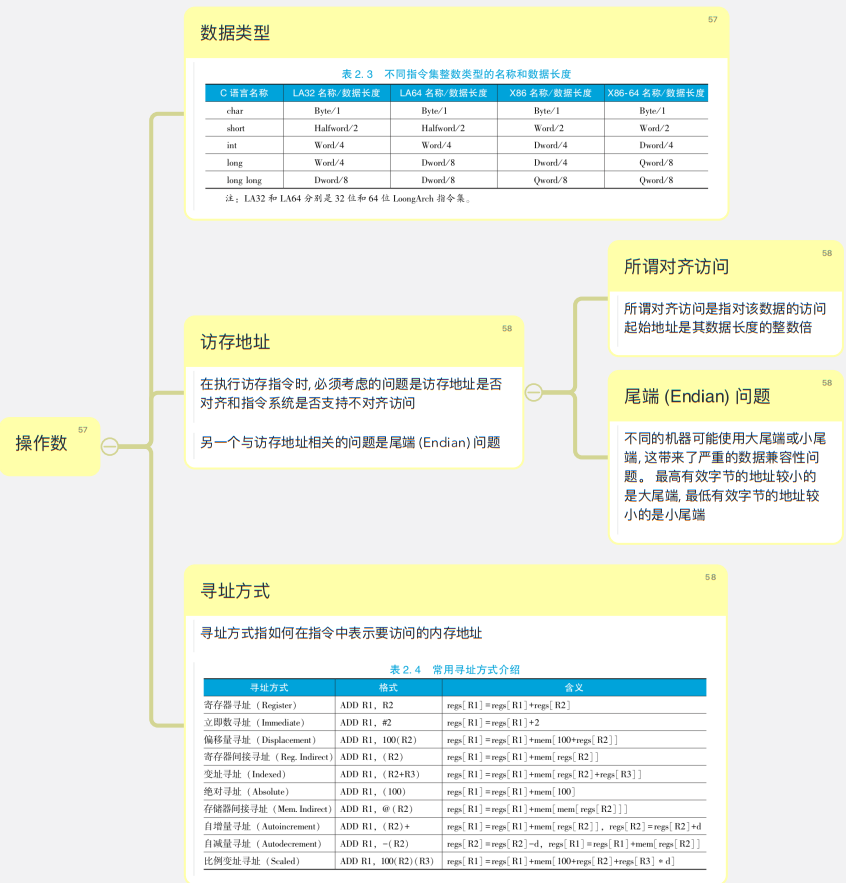 操作数
57
数据类型
57
表 2.3 不同指令集整数类型的名称和数据长度
C 语言名称 LA32 名称/数据长度 LA64 名称/数据长度 X86 名称/数据长度 X86-64 名称/数据长度
char Byte/1 Byte/1 Byte/1 Byte/1
short Halfword/2 Halfword/2 Word/2 Word/2
int Word/4 Word/4 Dword/4 Dword/4
long Word/4 Dword/8 Dword/4 Qword/8
long long Dword/8 Dword/8 Qword/8 Qword/8
注：LA32 和 LA64 分别是 32 位和 64 位 LoongArch 指令集。
访存地址
58
在执行访存指令时, 必须考虑的问题是访存地址是否
对齐和指令系统是否支持不对齐访问
另一个与访存地址相关的问题是尾端 (Endian) 问题
所谓对齐访问
58
所谓对齐访问是指对该数据的访问
起始地址是其数据长度的整数倍
尾端 (Endian) 问题
58
不同的机器可能使用大尾端或小尾
端, 这带来了严重的数据兼容性问
题。 最高有效字节的地址较小的
是大尾端, 最低有效字节的地址较
小的是小尾端
寻址方式
58
寻址方式指如何在指令中表示要访问的内存地址
表 2.4 常用寻址方式介绍
寻址方式 格式 含义
寄存器寻址（Register） ADD R1, R2 regs[R1]=regs[R1]+regs[R2]
立即数寻址（Immediate） ADD R1, #2 regs[R1]=regs[R1]+2
偏移量寻址（Displacement） ADD R1, 100(R2) regs[R1]=regs[R1]+mem[100+regs[R2]]
寄存器间接寻址（Reg. Indirect） ADD R1, (R2) regs[R1]=regs[R1]+mem[regs[R2]]
变址寻址（Indexed） ADD R1, (R2+R3) regs[R1]=regs[R1]+mem[regs[R2]+regs[R3]]
绝对寻址（Absolute） ADD R1, (100) regs[R1]=regs[R1]+mem[100]
存储器间接寻址（Mem. Indirect） ADD R1, @(R2) regs[R1]=regs[R1]+mem[mem[regs[R2]]]
自增量寻址（Autoincrement） ADD R1, (R2)+ regs[R1]=regs[R1]+mem[regs[R2]], regs[R2]=regs[R2]+d
自减量寻址（Autodecrement） ADD R1, -(R2) regs[R2]=regs[R2]-d, regs[R1]=regs[R1]+mem[regs[R2]]
比例变址寻址（Scaled） ADD R1, 100(R2)(R3) regs[R1]=regs[R1]+mem[100+regs[R2]+regs[R3]*d]